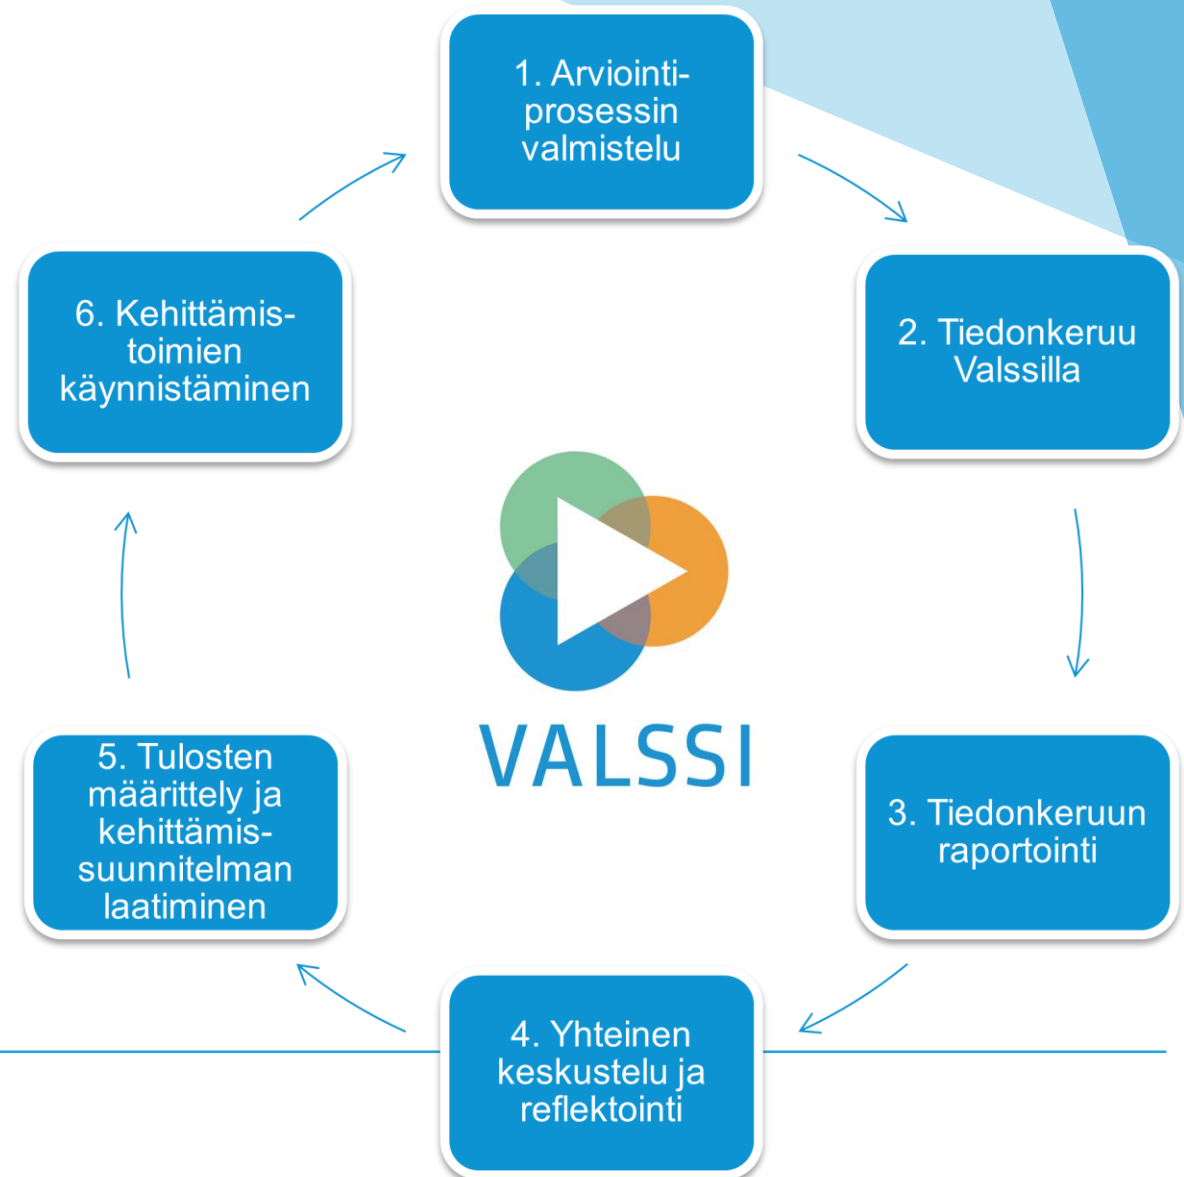 1. Arviointi-
prosessin
valmistelu
2. Tiedonkeruu
Valssilla
3. Tiedonkeruun
raportointi
4. Yhteinen
keskustelu ja
reflektointi
5. Tulosten
määrittely ja
kehittämis-
suunnitelman
laatiminen
6. Kehittämis-
toimien
käynnistäminen
VALSSI